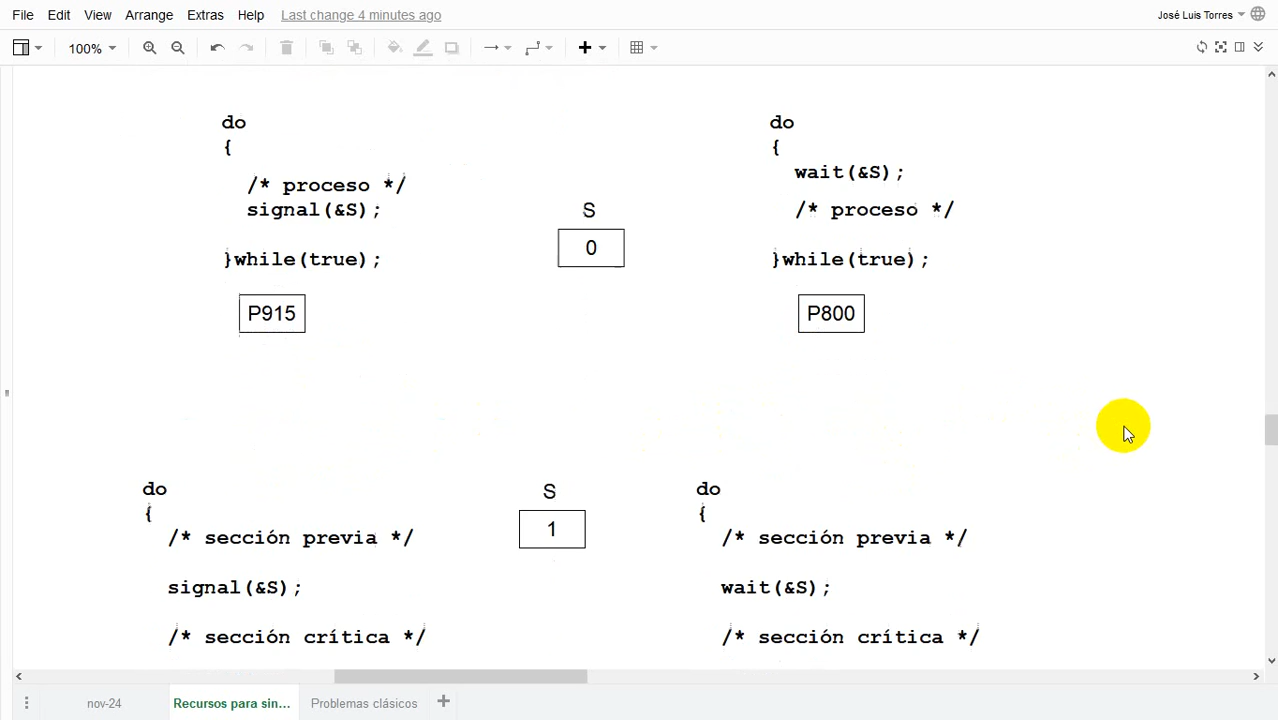 File Edit View Arrange Extras Help Last change 4 minutes ago José Luis Torres
100%
do
{
/* proceso */
signal(&S);
}while(true);
P915
S
0
do
{
wait(&S);
/* proceso */
}while(true);
P800
do
{
/* sección previa */
signal(&S);
/* sección crítica */
S
1
do
{
/* sección previa */
wait(&S);
/* sección crítica */
nov-24 Recursos para sin... Problemas clásicos